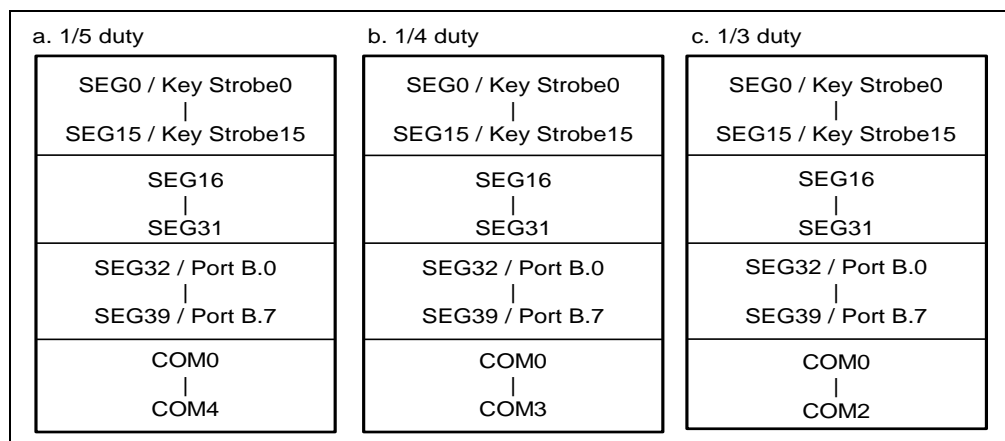 a. 1/5 duty
SEG0 / Key Strobe0
|
SEG15 / Key Strobe15
SEG16
|
SEG31
SEG32 / Port B.0
|
SEG39 / Port B.7
COM0
|
COM4
b. 1/4 duty
SEG0 / Key Strobe0
|
SEG15 / Key Strobe15
SEG16
|
SEG31
SEG32 / Port B.0
|
SEG39 / Port B.7
COM0
|
COM3
c. 1/3 duty
SEG0 / Key Strobe0
|
SEG15 / Key Strobe15
SEG16
|
SEG31
SEG32 / Port B.0
|
SEG39 / Port B.7
COM0
|
COM2